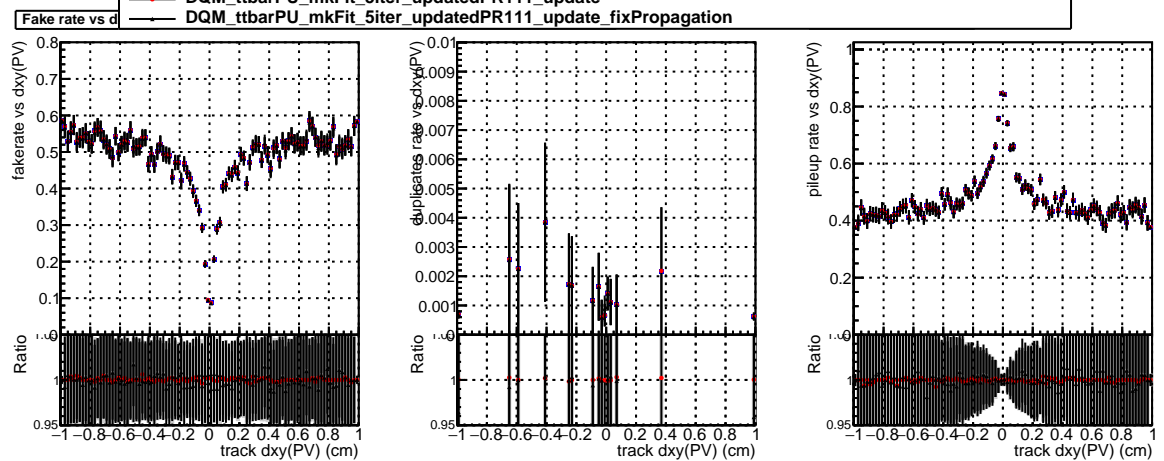 DQM_ttbarPU_mkFit_5iter_updatedPR111_update
DQM_ttbarPU_mkFit_5iter_updatedPR111_update_fixPropagation
Fake rate vs d
fakerate vs dxy(PV)
0.8
0.7
0.6
0.5
0.4
0.3
0.2
0.1
Ratio
1
0.95
−1 −0.8 −0.6 −0.4 −0.2 0 0.2 0.4 0.6 0.8 1
track dxy(PV) (cm)
duplicates rate vs dxy(PV)
0.01
0.009
0.008
0.007
0.006
0.005
0.004
0.003
0.002
0.001
0
Ratio
1
0.95
−1 −0.8 −0.6 −0.4 −0.2 0 0.2 0.4 0.6 0.8 1
track dxy(PV) (cm)
pileup rate vs dxy(PV)
1
0.8
0.6
0.4
0.2
0
Ratio
1
0.95
−1 −0.8 −0.6 −0.4 −0.2 0 0.2 0.4 0.6 0.8 1
track dxy(PV) (cm)